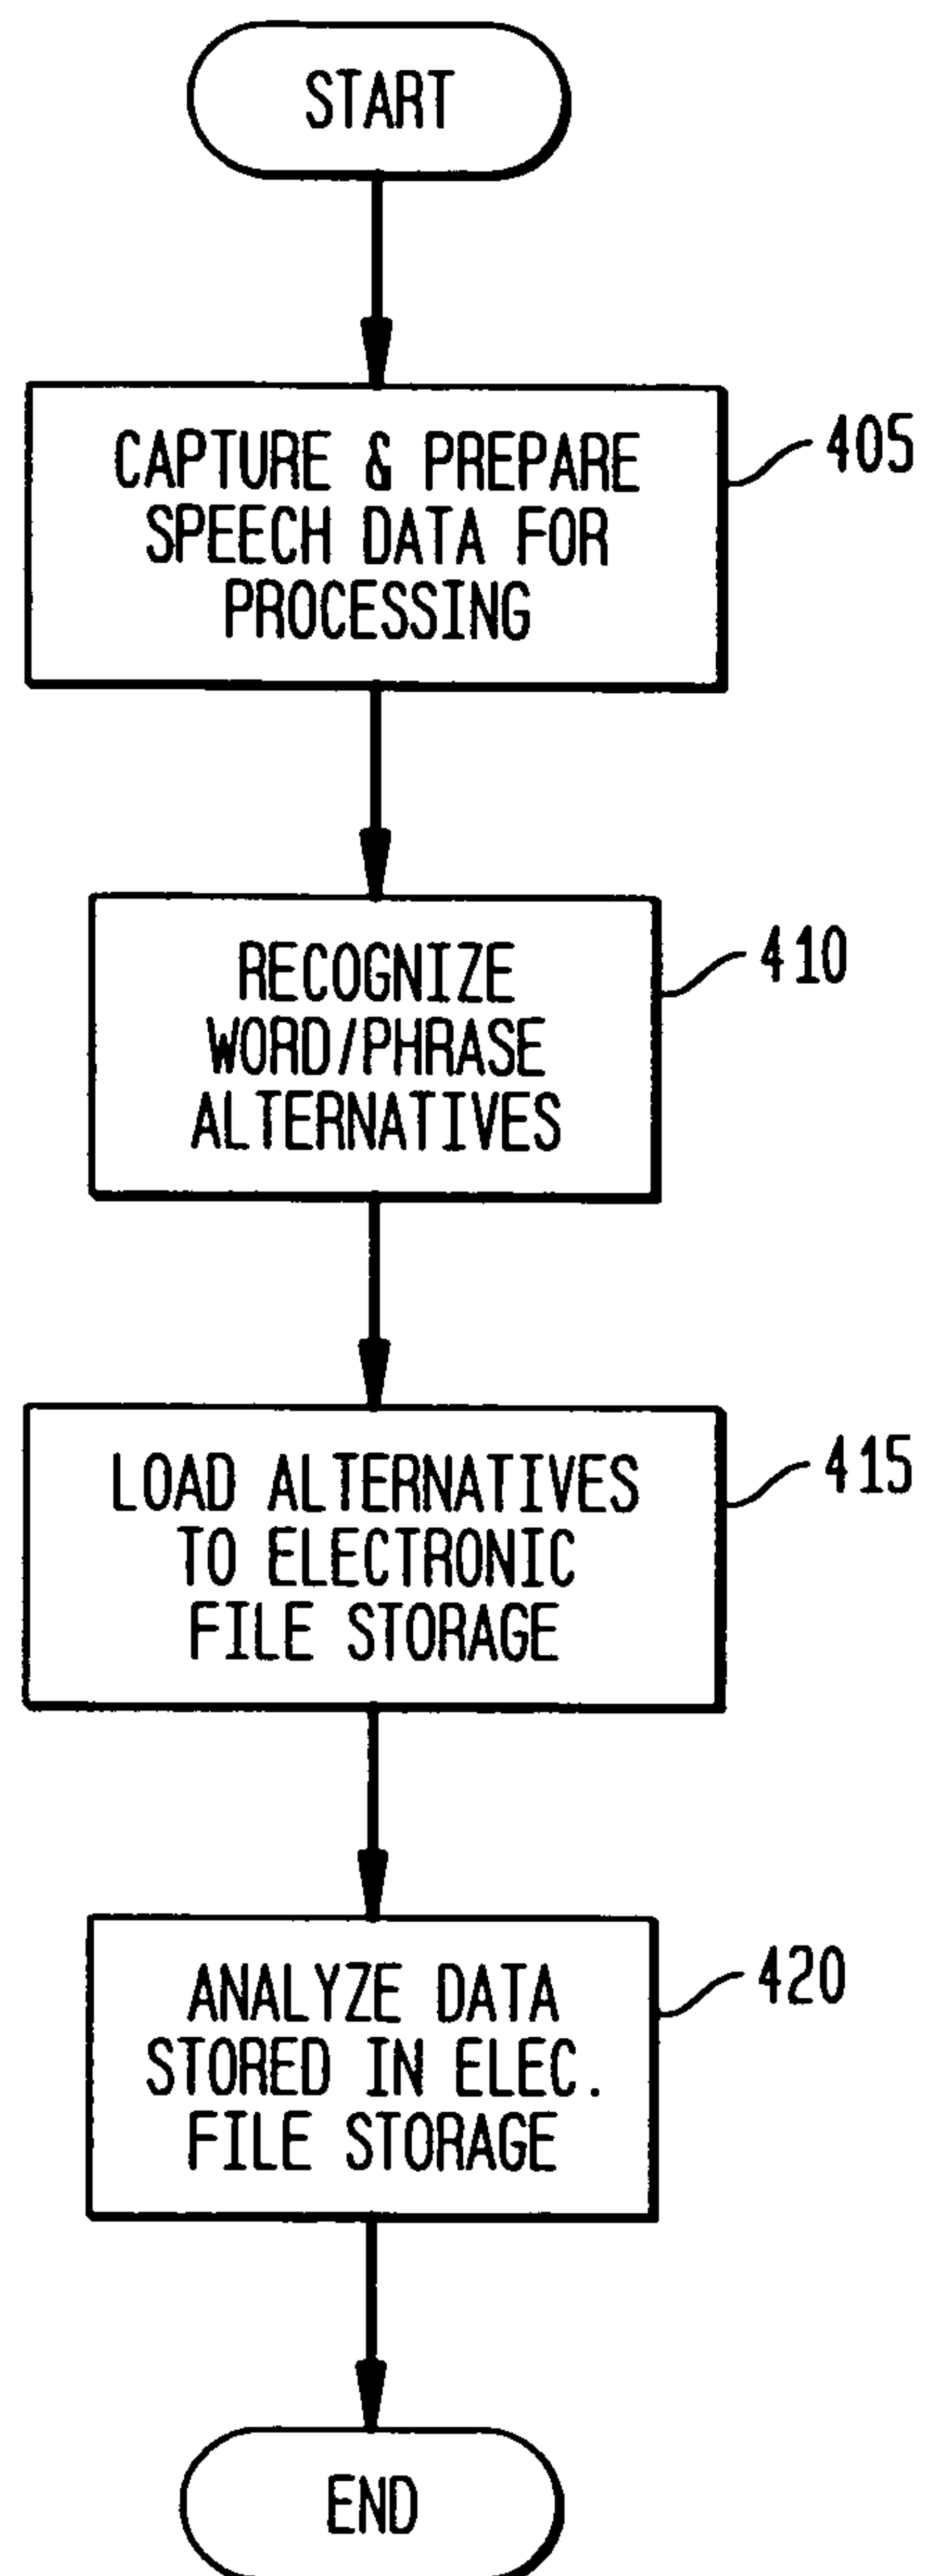 START
CAPTURE & PREPARE
SPEECH DATA FOR
PROCESSING
405
RECOGNIZE
WORD/PHRASE
ALTERNATIVES
410
LOAD ALTERNATIVES
TO ELECTRONIC
FILE STORAGE
415
ANALYZE DATA
STORED IN ELEC.
FILE STORAGE
420
END